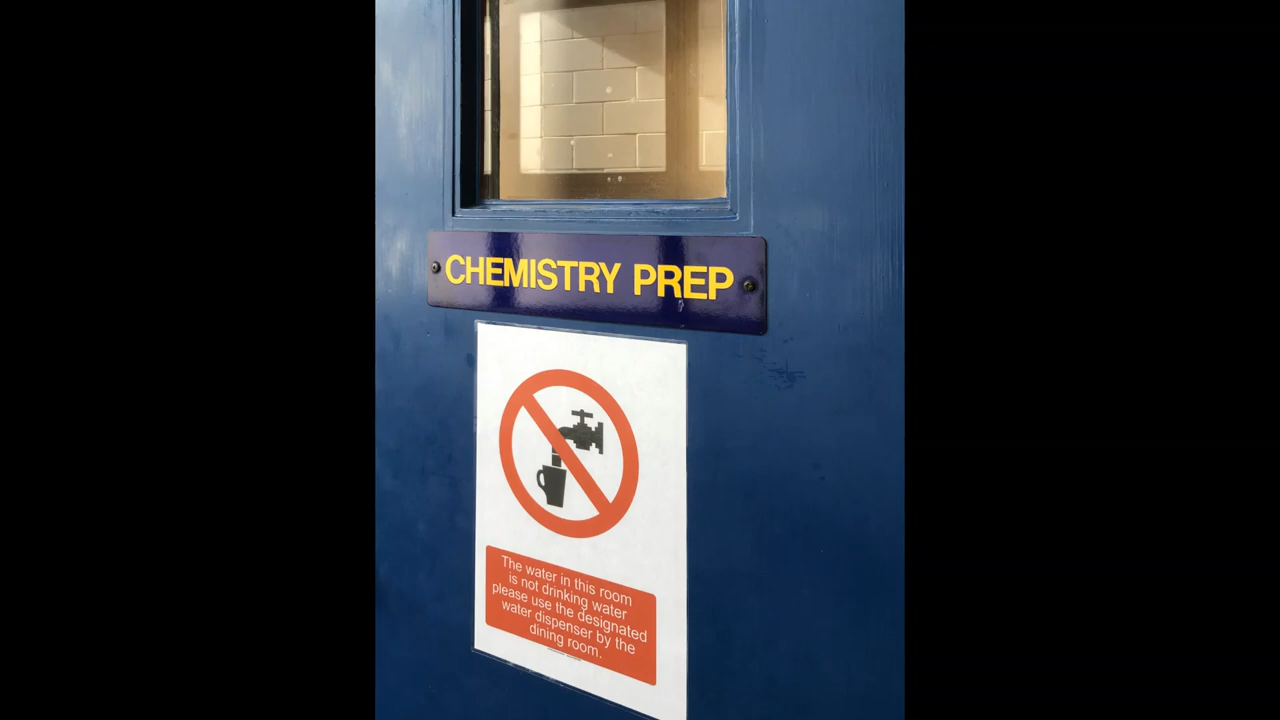 CHEMISTRY PREP
The water in this room
is not drinking water
please use the designated
water dispenser by the
dining room.